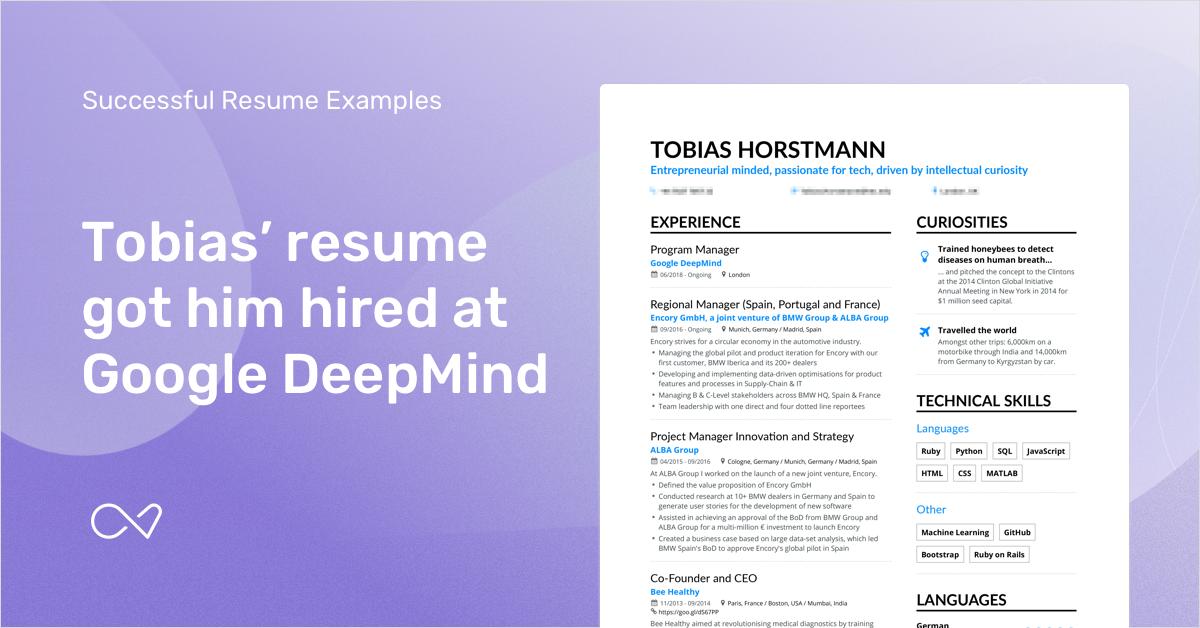 Successful Resume Examples
Tobias’ resume
got him hired at
Google DeepMind
TOBIAS HORSTMANN
Entrepreneurial minded, passionate for tech, driven by intellectual curiosity
EXPERIENCE
Program Manager
Google DeepMind
06/2018 - Ongoing London
Regional Manager (Spain, Portugal and France)
Encory GmbH, a joint venture of BMW Group & ALBA Group
09/2016 - Ongoing Munich, Germany / Madrid, Spain
Encory strives for a circular economy in the automotive industry.
• Managing the global pilot and product iteration for Encory with our
first customer, BMW Iberica and its 200+ dealers
• Developing and implementing data-driven optimisations for product
features and processes in Supply-Chain & IT
• Managing B & C-Level stakeholders across BMW HQ, Spain & France
• Team leadership with one direct and four dotted line reportees
Project Manager Innovation and Strategy
ALBA Group
04/2015 - 09/2016 Cologne, Germany / Munich, Germany / Madrid, Spain
At ALBA Group I worked on the launch of a new joint venture, Encory.
• Defined the value proposition of Encory GmbH
• Conducted research at 10+ BMW dealers in Germany and Spain to
generate user stories for the development of new software
• Assisted in achieving an approval of the BoD from BMW Group and
ALBA Group for a multi-million € investment to launch Encory
• Created a business case based on large data-set analysis, which led
BMW Spain's BoD to approve Encory's global pilot in Spain
Co-Founder and CEO
Bee Healthy
11/2013 - 09/2014 Paris, France / Boston, USA / Mumbai, India
https://goo.gl/d567PP
Bee Healthy aimed at revolutionising medical diagnostics by training
CURIOSITIES
Trained honeybees to detect
diseases on human breath...
... and pitched the concept to the Clintons
at the 2014 Clinton Global Initiative
Annual Meeting in New York in 2014 for
$1 million seed capital.
Travelled the world
Amongst other trips: 6,000km on a
motorbike through India and 14,000km
from Germany to Kyrgyzstan by car.
TECHNICAL SKILLS
Languages
Ruby Python SQL JavaScript
HTML CSS MATLAB
Other
Machine Learning GitHub
Bootstrap Ruby on Rails
LANGUAGES
German